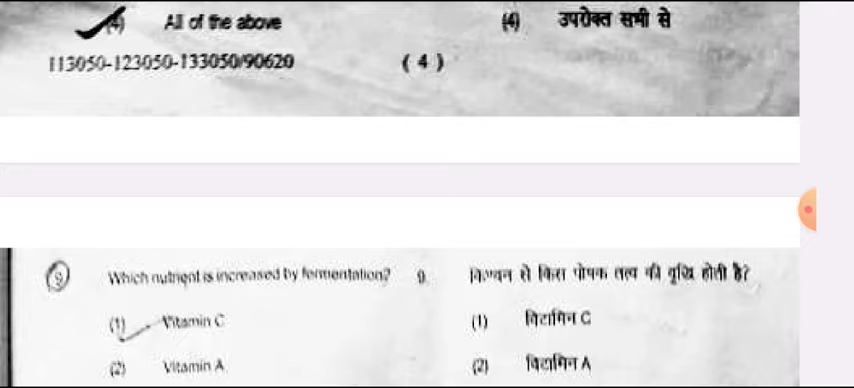 (4) All of the above (4) उपरोक्त सभी से
113050-123050-133050/90620 ( 4 )
9 Which nutrient is increased by fermentation? 9. किण्वन से किस पोषक तत्व की वृद्धि होती है?
(1) Vitamin C (1) विटामिन C
(2) Vitamin A (2) विटामिन A